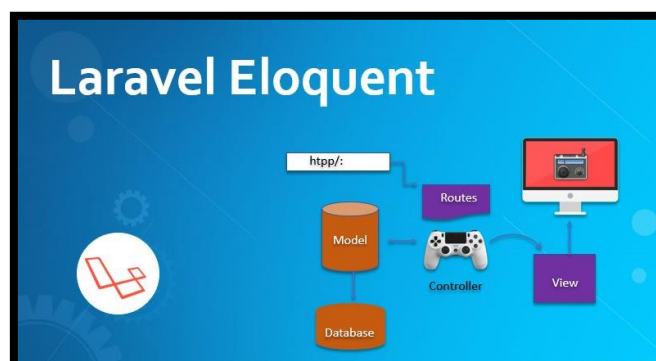 Laravel Eloquent
htpp/:
Routes
Model
Controller
View
Database